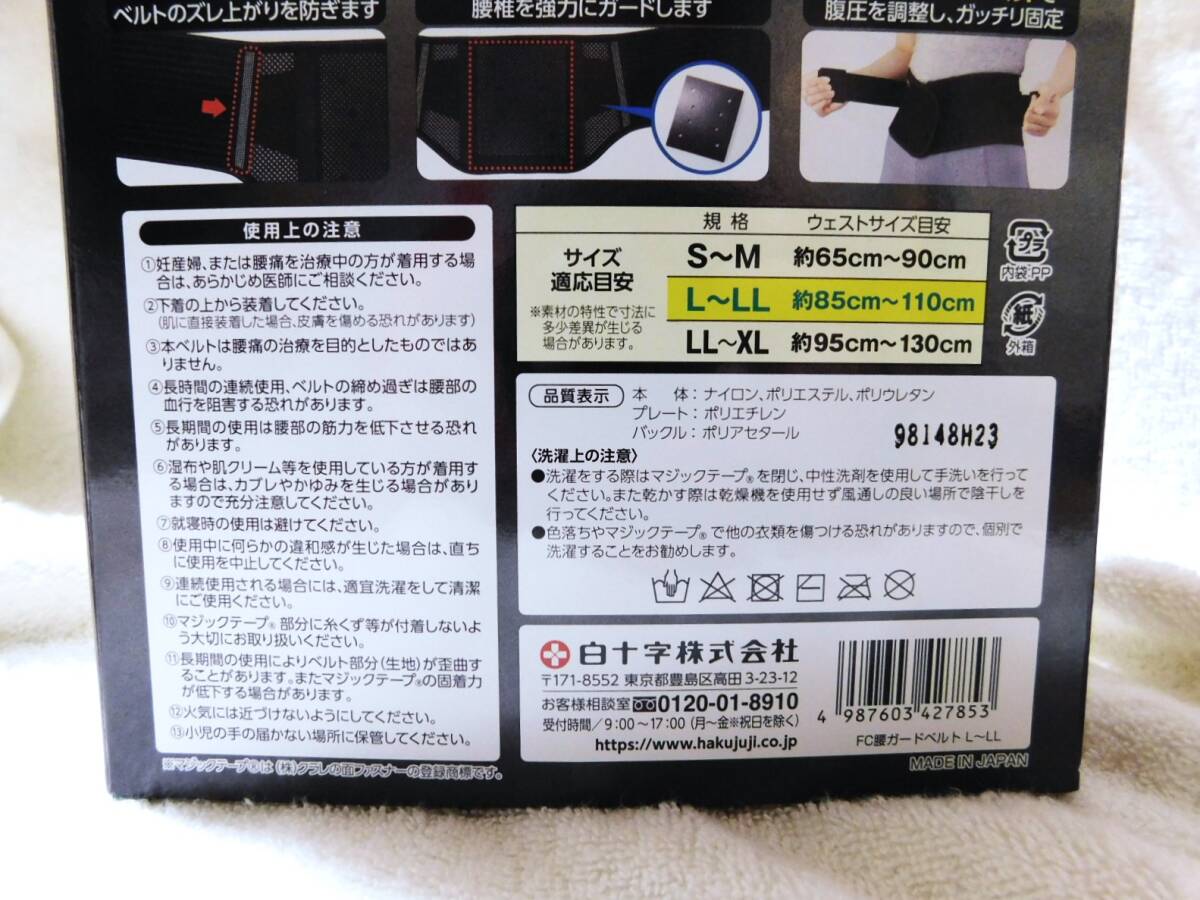 ベルトのズレ上がりを防ぎます
腰椎を強力にガードします
腹圧を調整し、ガッチリ固定
使用上の注意
①妊産婦、または腰痛を治療中の方が着用する場
合は、あらかじめ医師にご相談ください。
②下着の上から装着してください。
(肌に直接装着した場合、皮膚を傷める恐れがあります)
③本ベルトは腰痛の治療を目的としたものではあ
りません。
④長時間の連続使用、ベルトの締め過ぎは腰部の
血行を阻害する恐れがあります。
⑤長期間の使用は腰部の筋力を低下させる恐れ
があります。
⑥湿布や肌クリーム等を使用している方が着用す
る場合は、カブレやかゆみを生じる場合があり
ますので充分注意してください。
⑦就寝時の使用は避けてください。
⑧使用中に何らかの違和感が生じた場合は、直ち
に使用を中止してください。
⑨連続使用される場合には、適宜洗濯をして清潔
にご使用ください。
⑩マジックテープ®部分に糸くず等が付着しないよ
う大切にお取り扱いください。
⑪長期間の使用によりベルト部分(生地)が歪曲す
ることがあります。またマジックテープ®の固着力
が低下する場合があります。
⑫火気には近づけないようにしてください。
⑬小児の手の届かない場所に保管してください。
※マジックテープ®は(株)クラレの面ファスナーの登録商標です。
サイズ
適応目安
※素材の特性で寸法に
多少差異が生じる
場合があります。
規格 ウェストサイズ目安
S〜M 約65cm〜90cm
L〜LL 約85cm〜110cm
LL〜XL 約95cm〜130cm
プラ
内袋:PP
紙
外箱
品質表示 本 体:ナイロン、ポリエステル、ポリウレタン
プレート:ポリエチレン
バックル:ポリアセタール
98148H23
〈洗濯上の注意〉
●洗濯をする際はマジックテープ®を閉じ、中性洗剤を使用して手洗いを行って
ください。また乾かす際は乾燥機を使用せず風通しの良い場所で陰干しを
行ってください。
●色落ちやマジックテープ®で他の衣類を傷つける恐れがありますので、個別で
洗濯することをお勧めします。
白十字株式会社
〒171-8552 東京都豊島区高田3-23-12
お客様相談室 0120-01-8910
受付時間/9:00〜17:00(月〜金※祝日を除く)
https://www.hakujuji.co.jp
4 987603 427853
FC腰ガードベルト L〜LL
MADE IN JAPAN